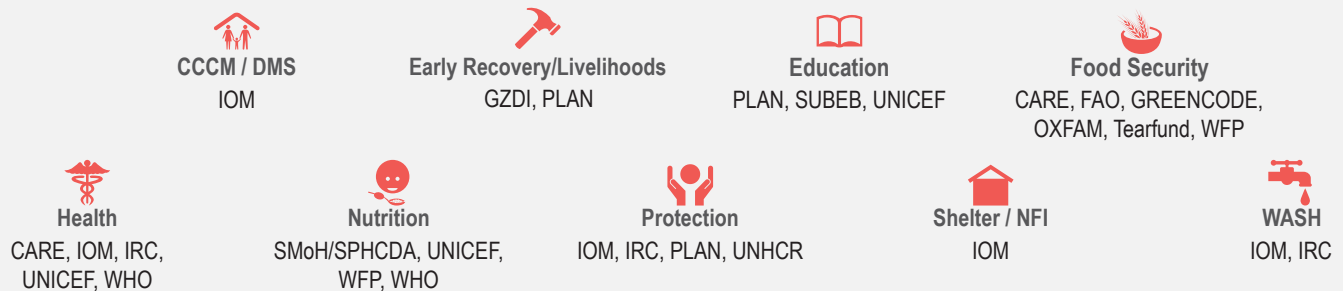 CCCM / DMS
IOM
Early Recovery/Livelihoods
GZDI, PLAN
Education
PLAN, SUBEB, UNICEF
Food Security
CARE, FAO, GREENCODE,
OXFAM, Tearfund, WFP
Health
CARE, IOM, IRC,
UNICEF, WHO
Nutrition
SMoH/SPHCDA, UNICEF,
WFP, WHO
Protection
IOM, IRC, PLAN, UNHCR
Shelter / NFI
IOM
WASH
IOM, IRC